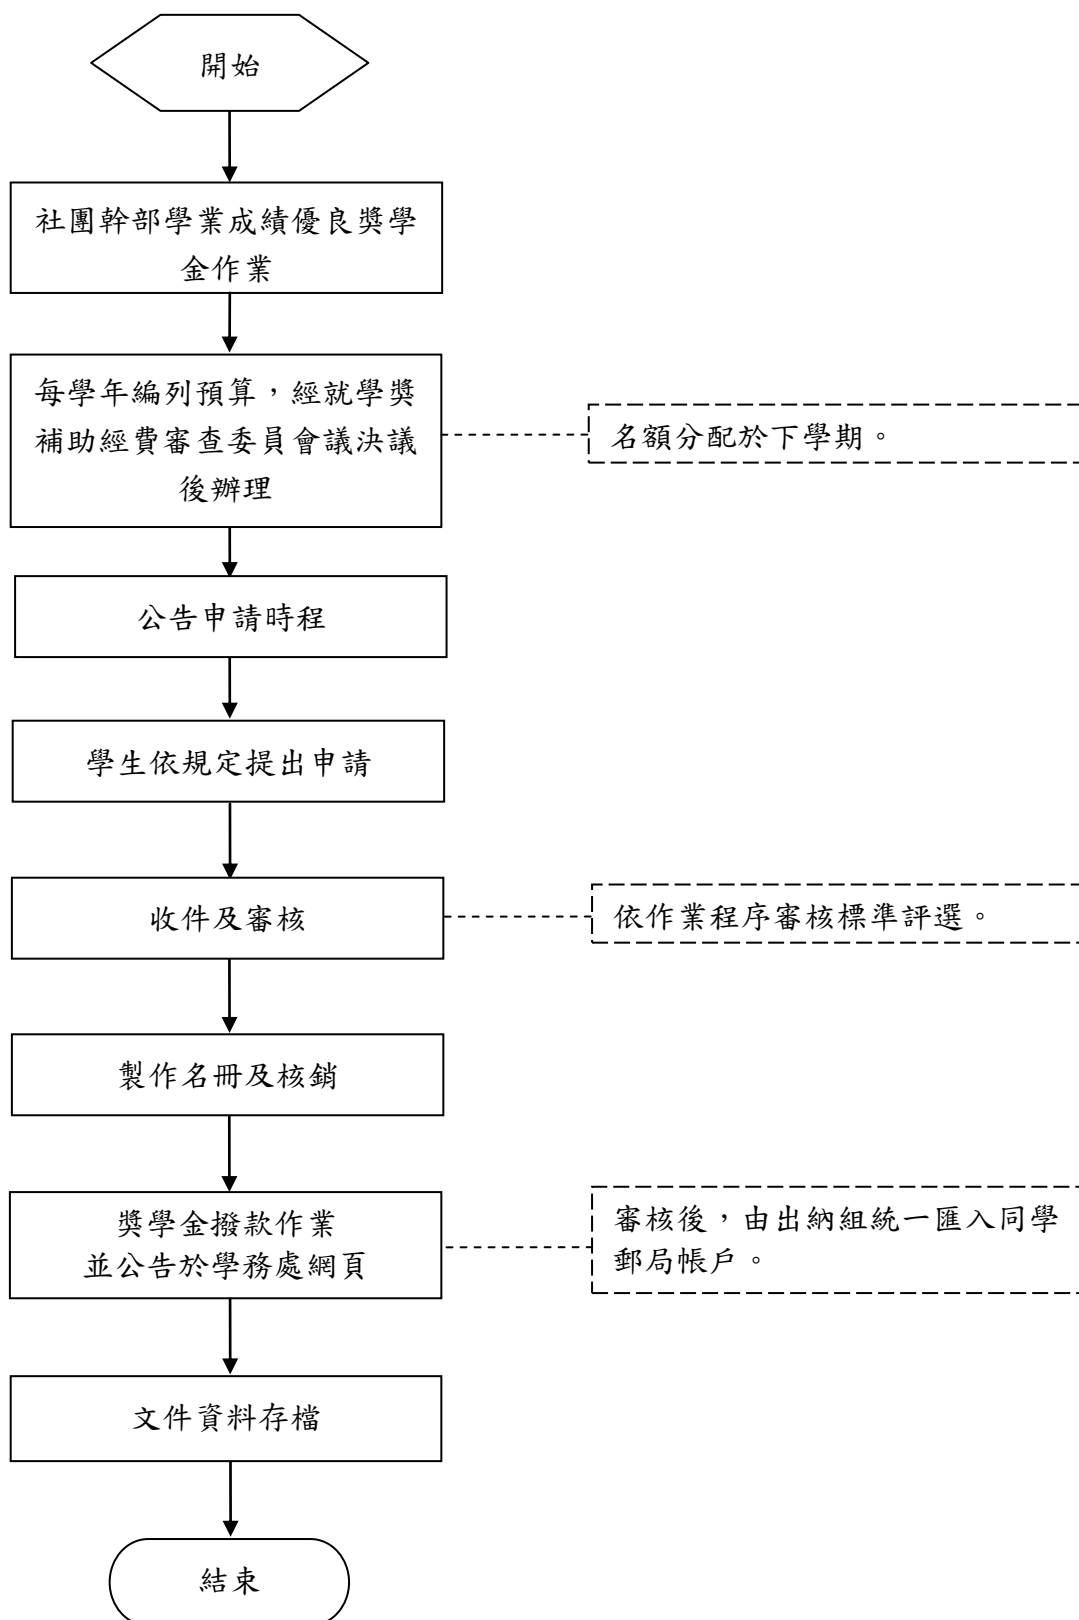 開始
社團幹部學業成績優良獎學
金作業
每學年編列預算，經就學獎
補助經費審查委員會議決議
後辦理
名額分配於下學期。
公告申請時程
學生依規定提出申請
收件及審核
依作業程序審核標準評選。
製作名冊及核銷
獎學金撥款作業
並公告於學務處網頁
審核後，由出納組統一匯入同學
郵局帳戶。
文件資料存檔
結束